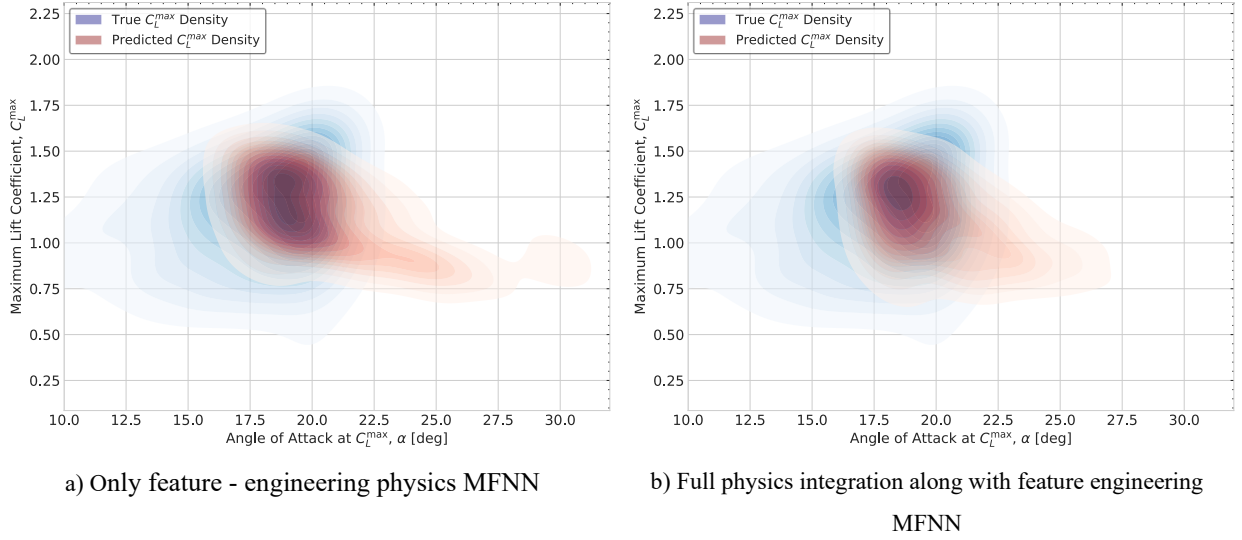 True $C_L^{max}$ Density
Predicted $C_L^{max}$ Density
2.25
2.00
1.75
1.50
1.25
1.00
0.75
0.50
0.25
Maximum Lift Coefficient, $C_L^{max}$
10.0 12.5 15.0 17.5 20.0 22.5 25.0 27.5 30.0
Angle of Attack at $C_L^{max}$, α [deg]
a) Only feature - engineering physics MFNN
True $C_L^{max}$ Density
Predicted $C_L^{max}$ Density
2.25
2.00
1.75
1.50
1.25
1.00
0.75
0.50
0.25
Maximum Lift Coefficient, $C_L^{max}$
10.0 12.5 15.0 17.5 20.0 22.5 25.0 27.5 30.0
Angle of Attack at $C_L^{max}$, α [deg]
b) Full physics integration along with feature engineering
MFNN